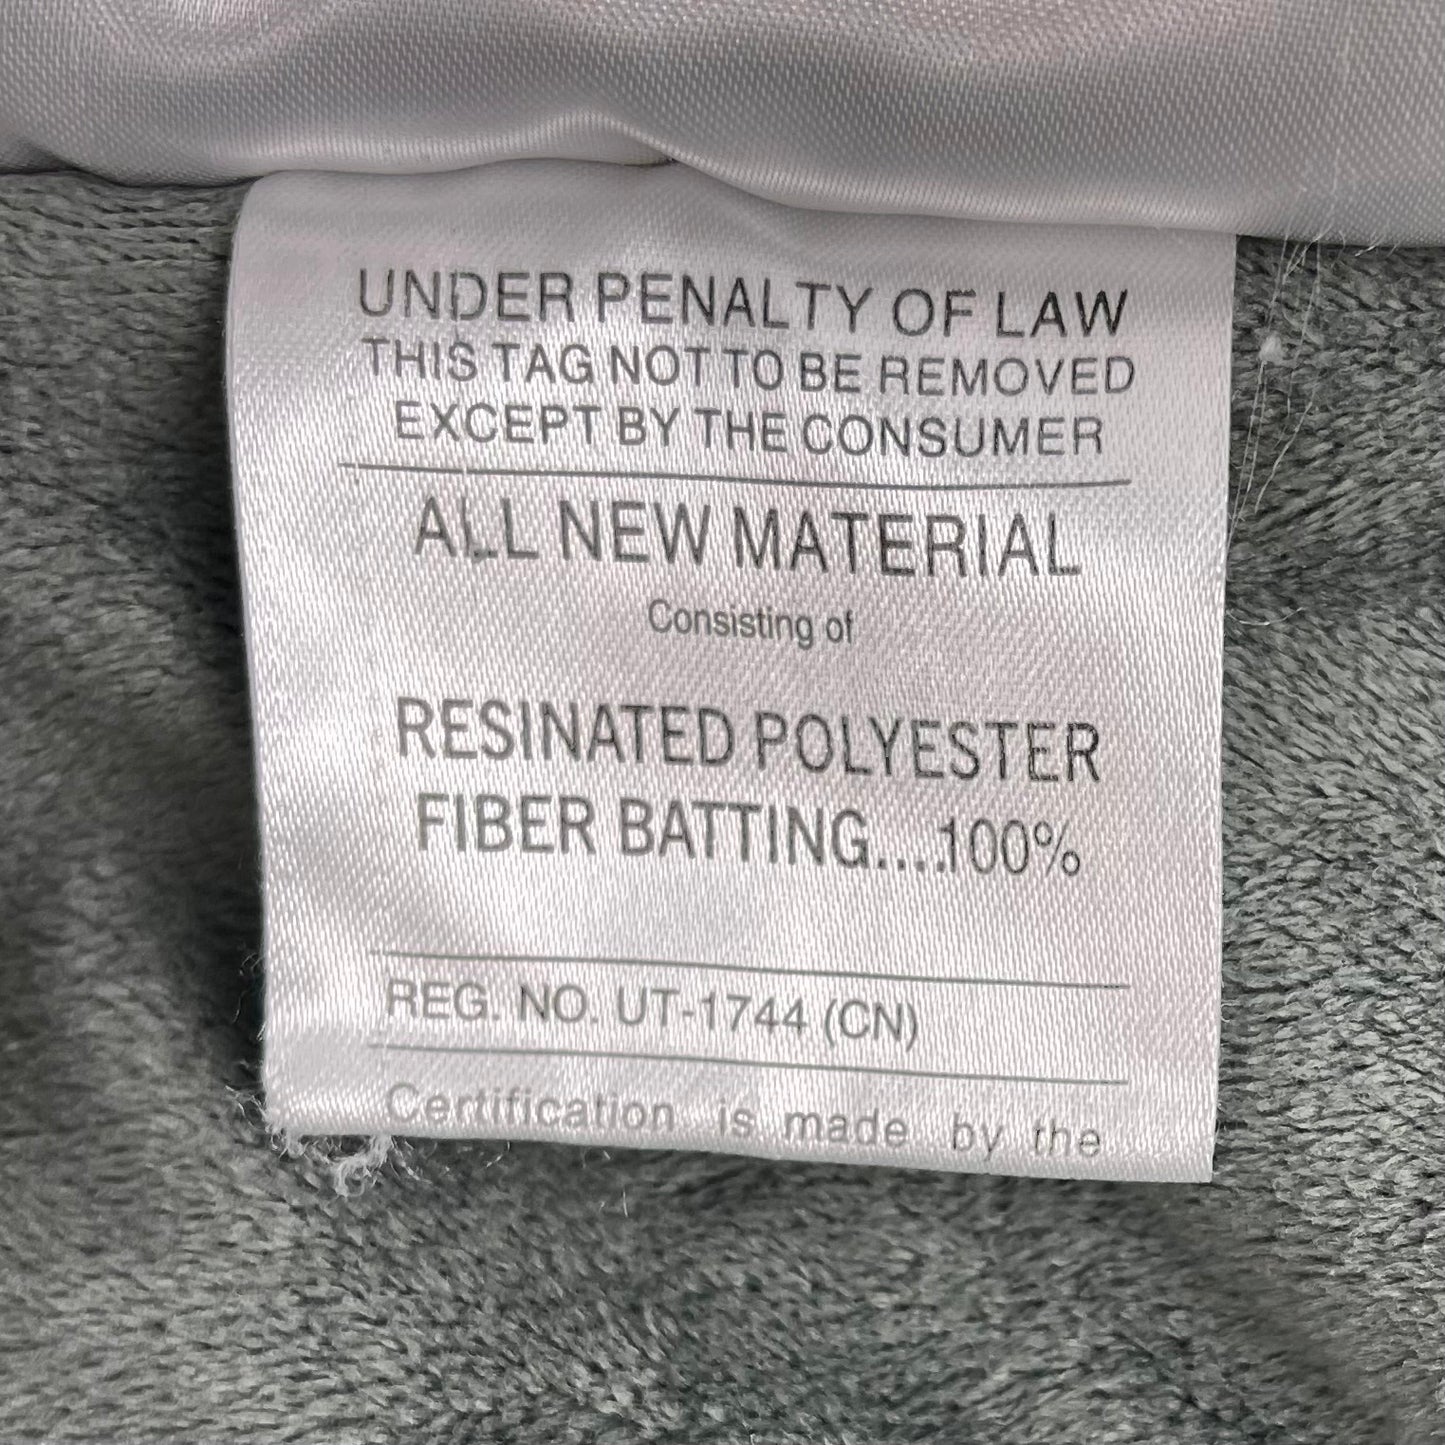 UNDER PENALTY OF LAW
THIS TAG NOT TO BE REMOVED
EXCEPT BY THE CONSUMER
ALL NEW MATERIAL
Consisting of
RESINATED POLYESTER
FIBER BATTING....100%
REG. NO. UT-1744 (CN)
Certification is made by the